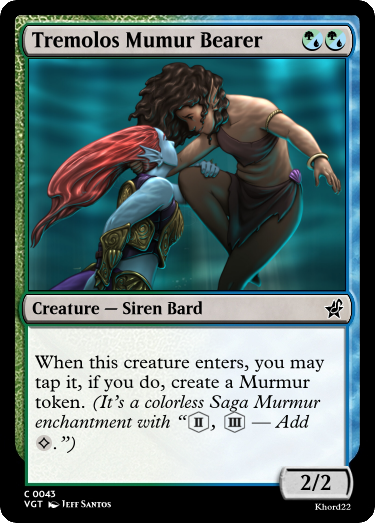 Tremolos Mumur Bearer
Creature — Siren Bard
When this creature enters, you may
tap it, if you do, create a Murmur
token. (It's a colorless Saga Murmur
enchantment with “II, III — Add
.”)
2/2
C 0043
VGT Jeff Santos
Khord22